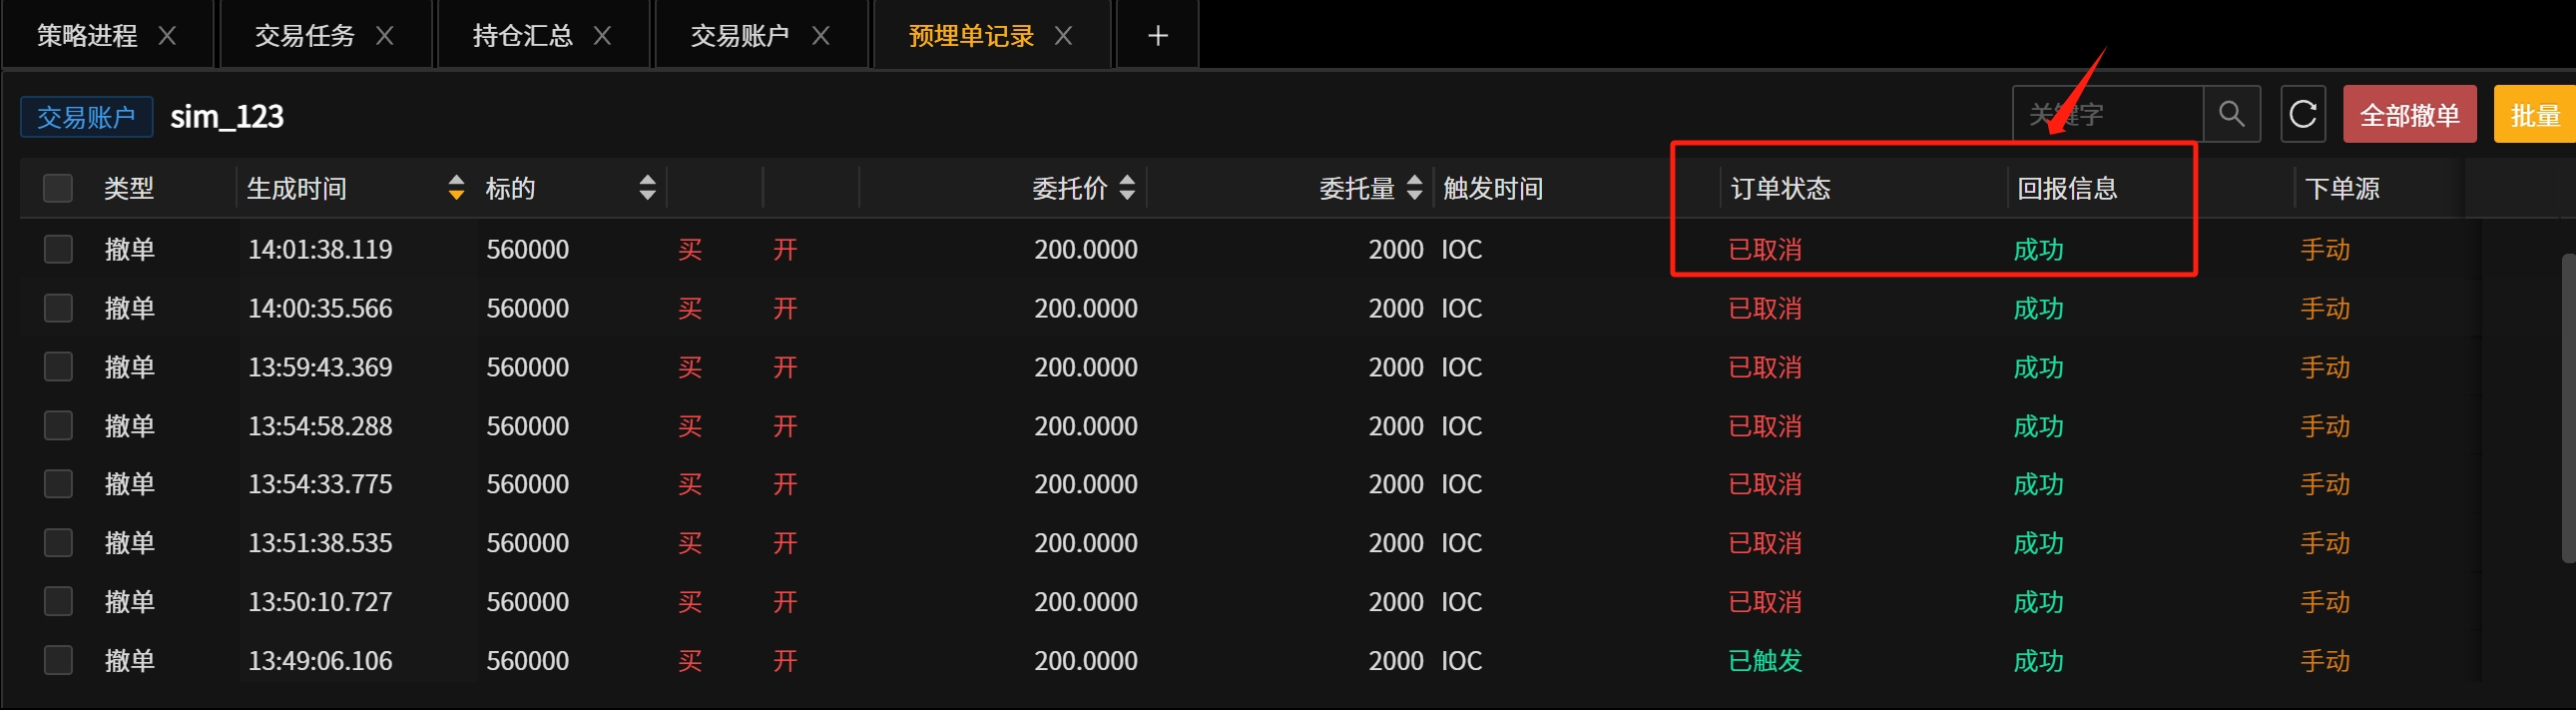 策略进程 交易任务 持仓汇总 交易账户 预埋单记录
交易账户 sim_123 关键字 全部撤单 批量
类型 生成时间 标的 委托价 委托量 触发时间 订单状态 回报信息 下单源
撤单 14:01:38.119 560000 买 开 200.0000 2000 IOC 已取消 成功 手动
撤单 14:00:35.566 560000 买 开 200.0000 2000 IOC 已取消 成功 手动
撤单 13:59:43.369 560000 买 开 200.0000 2000 IOC 已取消 成功 手动
撤单 13:54:58.288 560000 买 开 200.0000 2000 IOC 已取消 成功 手动
撤单 13:54:33.775 560000 买 开 200.0000 2000 IOC 已取消 成功 手动
撤单 13:51:38.535 560000 买 开 200.0000 2000 IOC 已取消 成功 手动
撤单 13:50:10.727 560000 买 开 200.0000 2000 IOC 已取消 成功 手动
撤单 13:49:06.106 560000 买 开 200.0000 2000 IOC 已触发 成功 手动